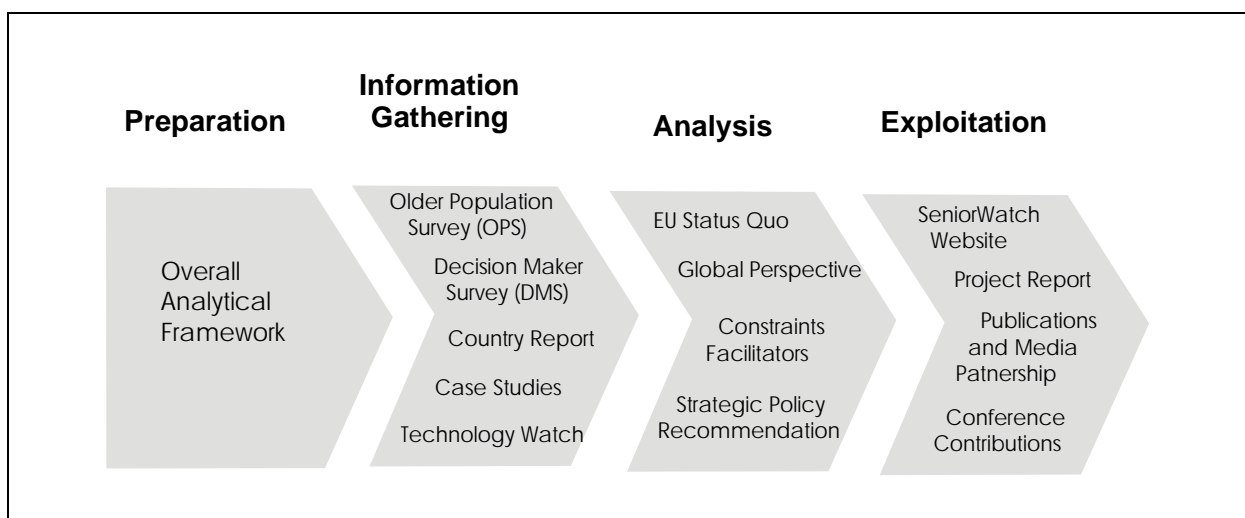 Preparation
Overall
Analytical
Framework
Information
Gathering
Older Population
Survey (OPS)
Decision Maker
Survey (DMS)
Country Report
Case Studies
Technology Watch
Analysis
EU Status Quo
Global Perspective
Constraints
Facilitators
Strategic Policy
Recommendation
Exploitation
SeniorWatch
Website
Project Report
Publications
and Media
Patnership
Conference
Contributions